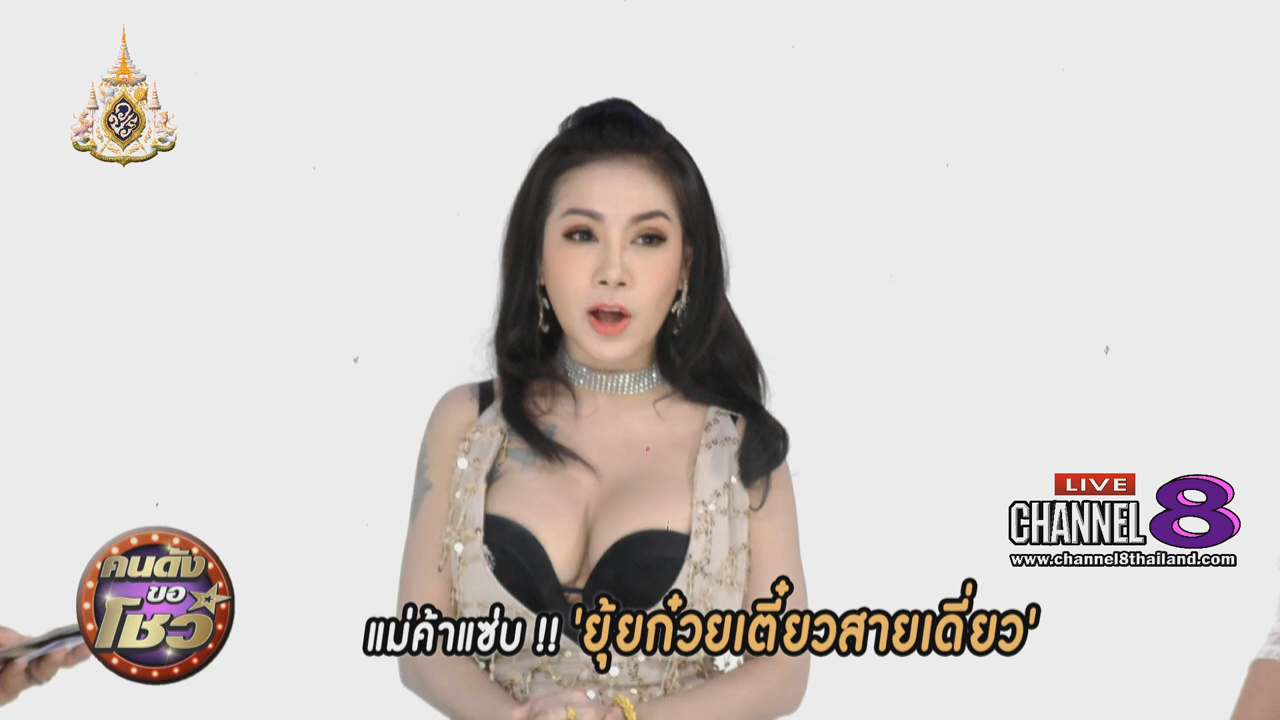 LIVE
CHANNEL 8
www.channel8thailand.com
คนดัง
ขอ
โชว์
แม่ค้าแซ่บ !! 'ยุ้ยก๋วยเตี๋ยวสายเดี่ยว'